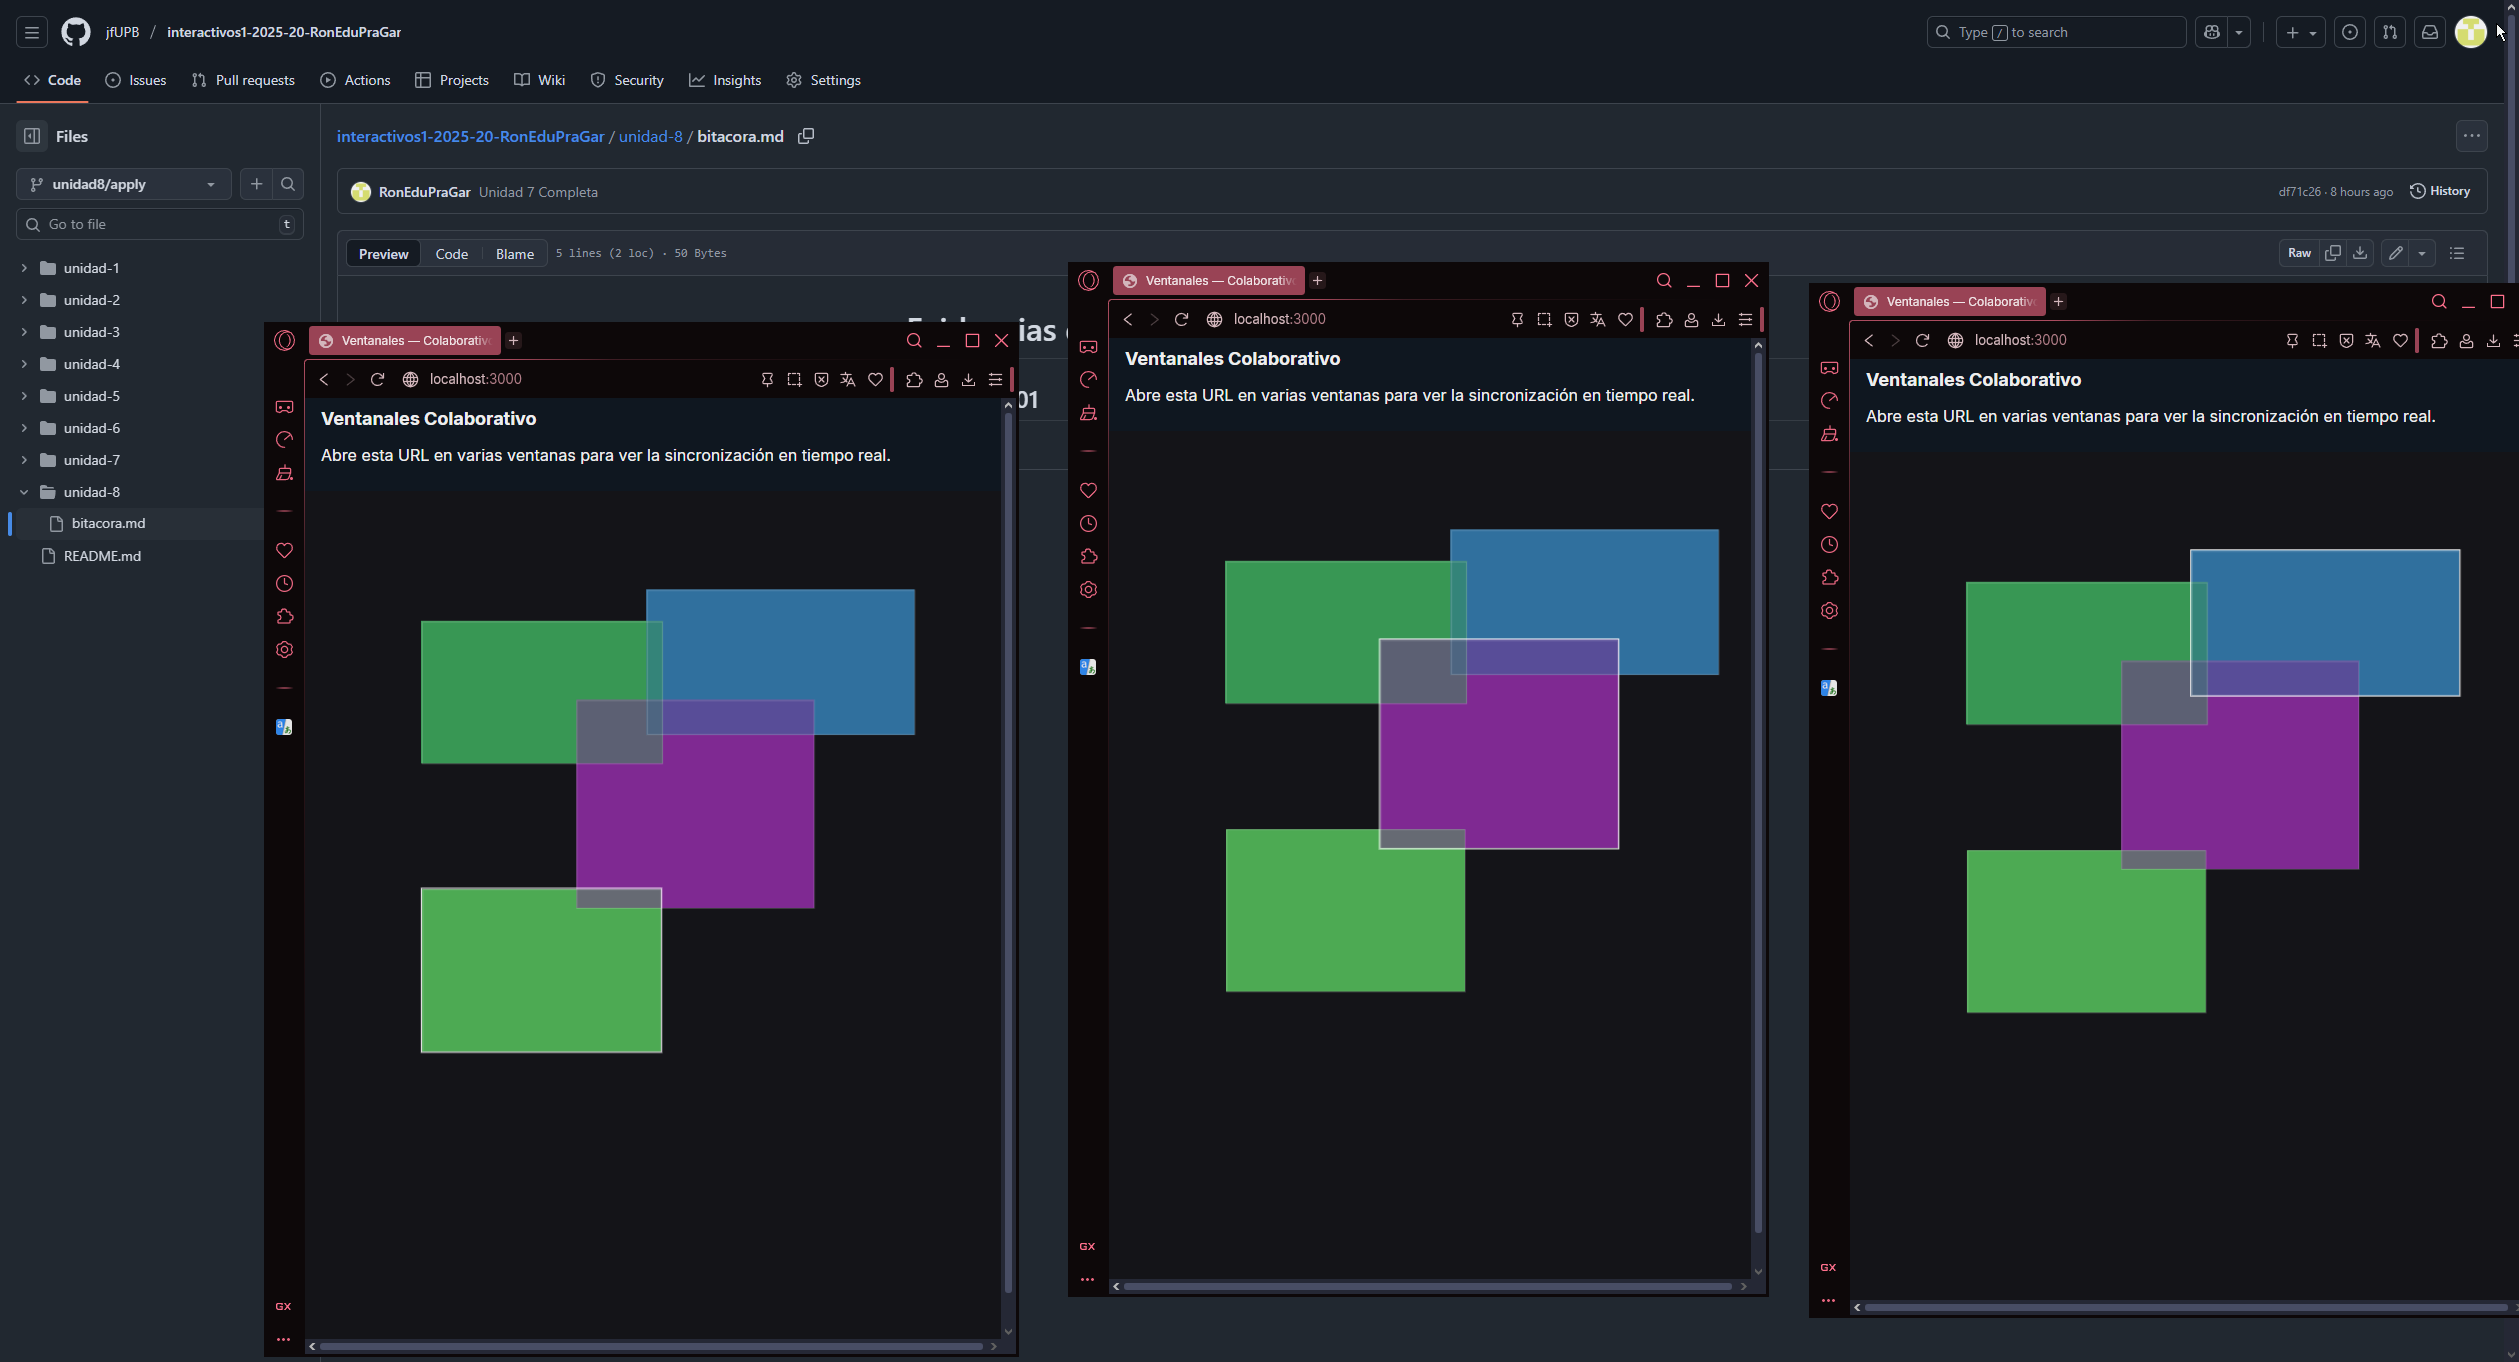 jfUPB / interactivos1-2025-20-RonEduPraGar
Type / to search
Code
Issues
Pull requests
Actions
Projects
Wiki
Security
Insights
Settings
Files
interactivos1-2025-20-RonEduPraGar / unidad-8 / bitacora.md
unidad8/apply
RonEduPraGar Unidad 7 Completa
df71c26 · 8 hours ago
History
Go to file
t
Preview
Code
Blame
5 lines (2 loc) · 50 Bytes
Raw
unidad-1
unidad-2
unidad-3
unidad-4
unidad-5
unidad-6
unidad-7
unidad-8
bitacora.md
README.md
01
Ventanales — Colaborativ
localhost:3000
Ventanales Colaborativo
Abre esta URL en varias ventanas para ver la sincronización en tiempo real.
GX
Ventanales — Colaborativ
localhost:3000
Ventanales Colaborativo
Abre esta URL en varias ventanas para ver la sincronización en tiempo real.
GX
Ventanales — Colaborativ
localhost:3000
Ventanales Colaborativo
Abre esta URL en varias ventanas para ver la sincronización en tiempo real.
GX